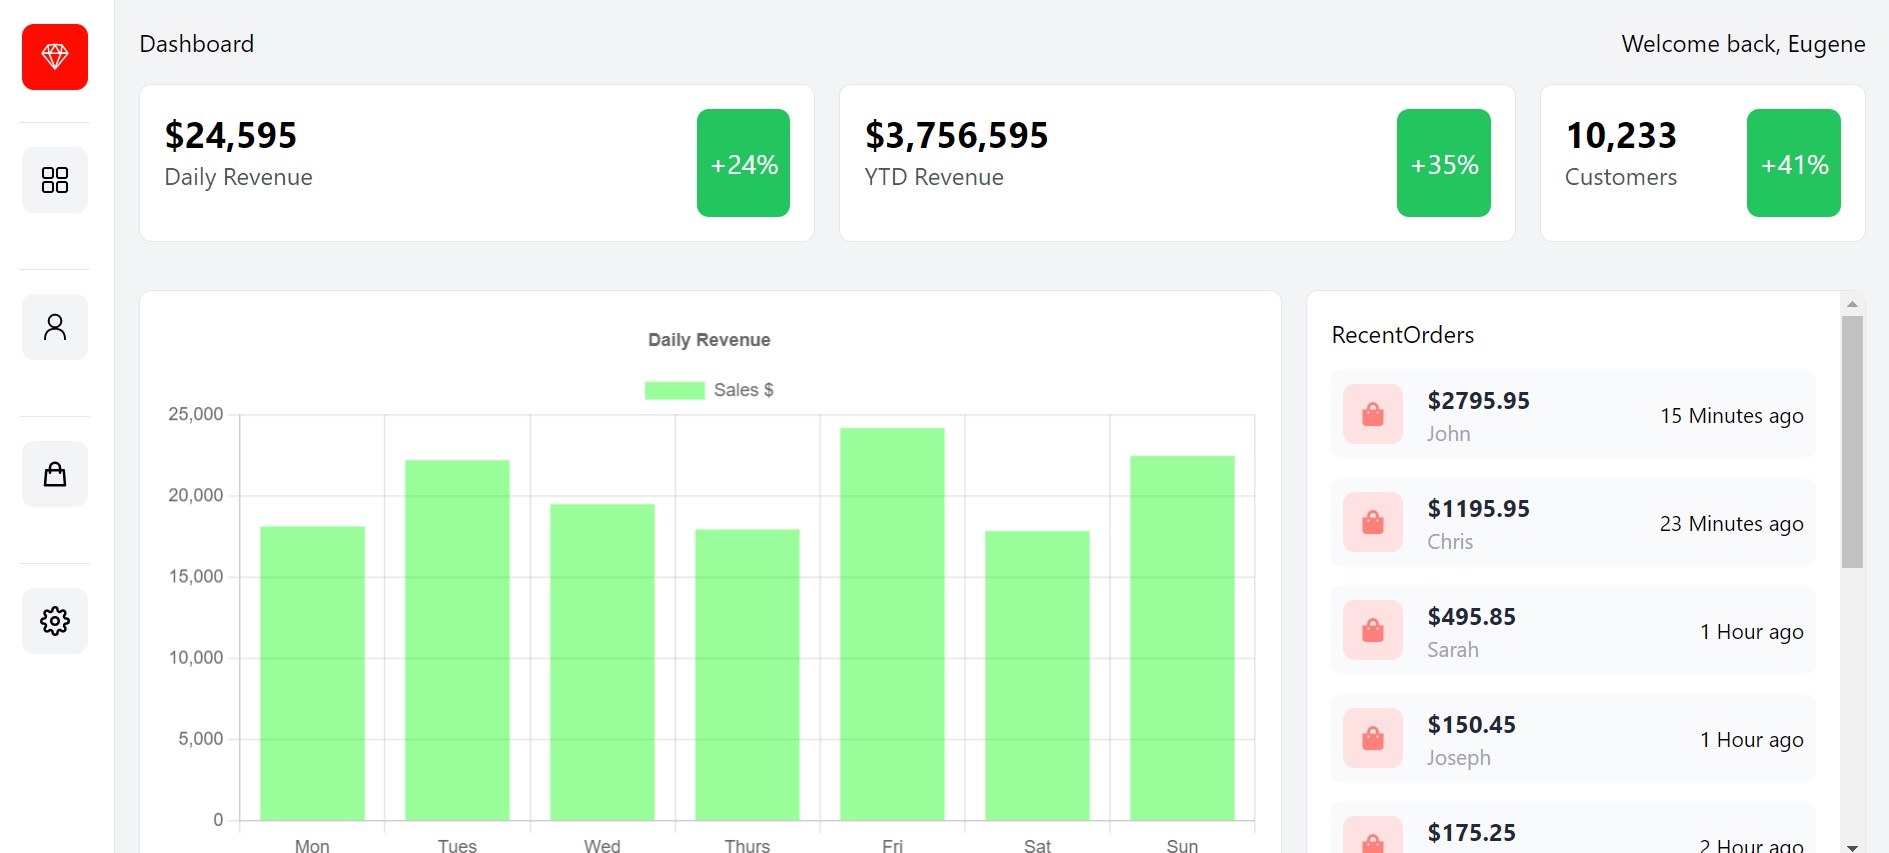 Dashboard
Welcome back, Eugene
$24,595
Daily Revenue
+24%
$3,756,595
YTD Revenue
+35%
10,233
Customers
+41%
Daily Revenue
Sales $
25,000
20,000
15,000
10,000
5,000
0
Mon Tues Wed Thurs Fri Sat Sun
RecentOrders
$2795.95
John
15 Minutes ago
$1195.95
Chris
23 Minutes ago
$495.85
Sarah
1 Hour ago
$150.45
Joseph
1 Hour ago
$175.25
2 Hour ago